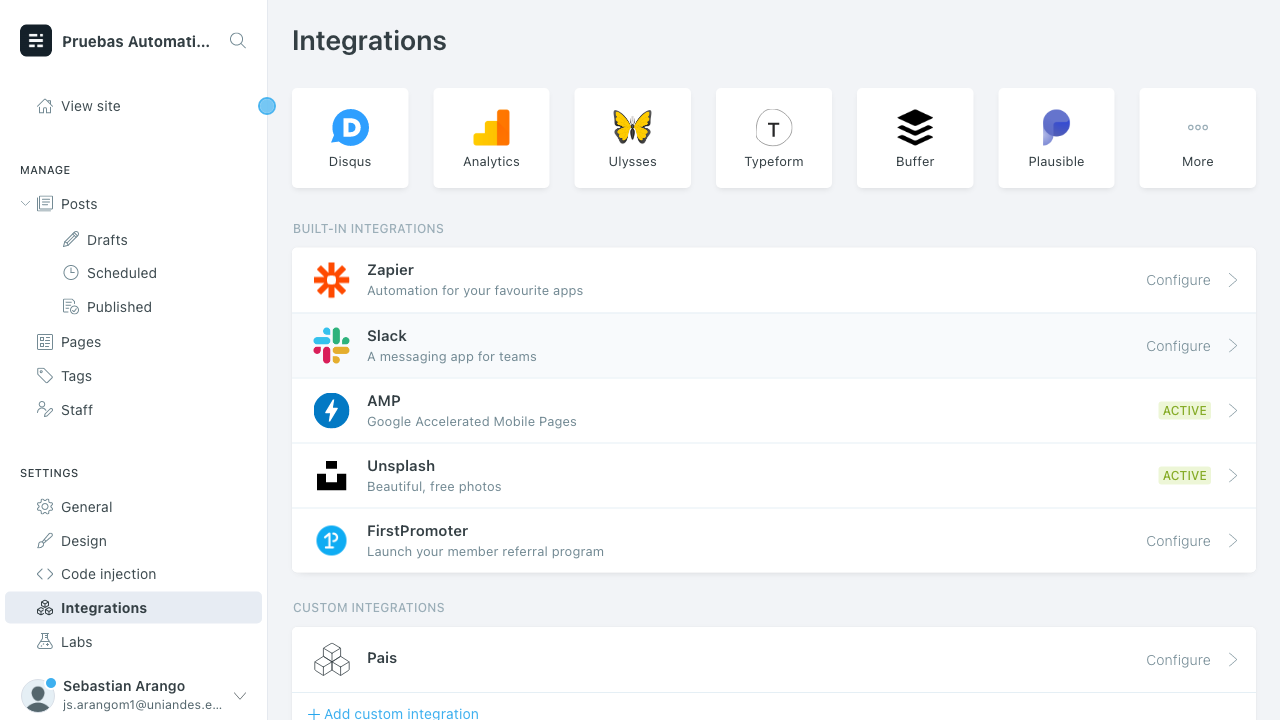 Pruebas Automati...
View site
MANAGE
Posts
Drafts
Scheduled
Published
Pages
Tags
Staff
SETTINGS
General
Design
Code injection
Integrations
Labs
Sebastian Arango
js.arangom1@uniandes.e...
Integrations
Disqus
Analytics
Ulysses
T
Typeform
Buffer
Plausible
More
BUILT-IN INTEGRATIONS
Zapier
Automation for your favourite apps
Configure
Slack
A messaging app for teams
Configure
AMP
Google Accelerated Mobile Pages
ACTIVE
Unsplash
Beautiful, free photos
ACTIVE
FirstPromoter
Launch your member referral program
Configure
CUSTOM INTEGRATIONS
Pais
Configure
Add custom integration